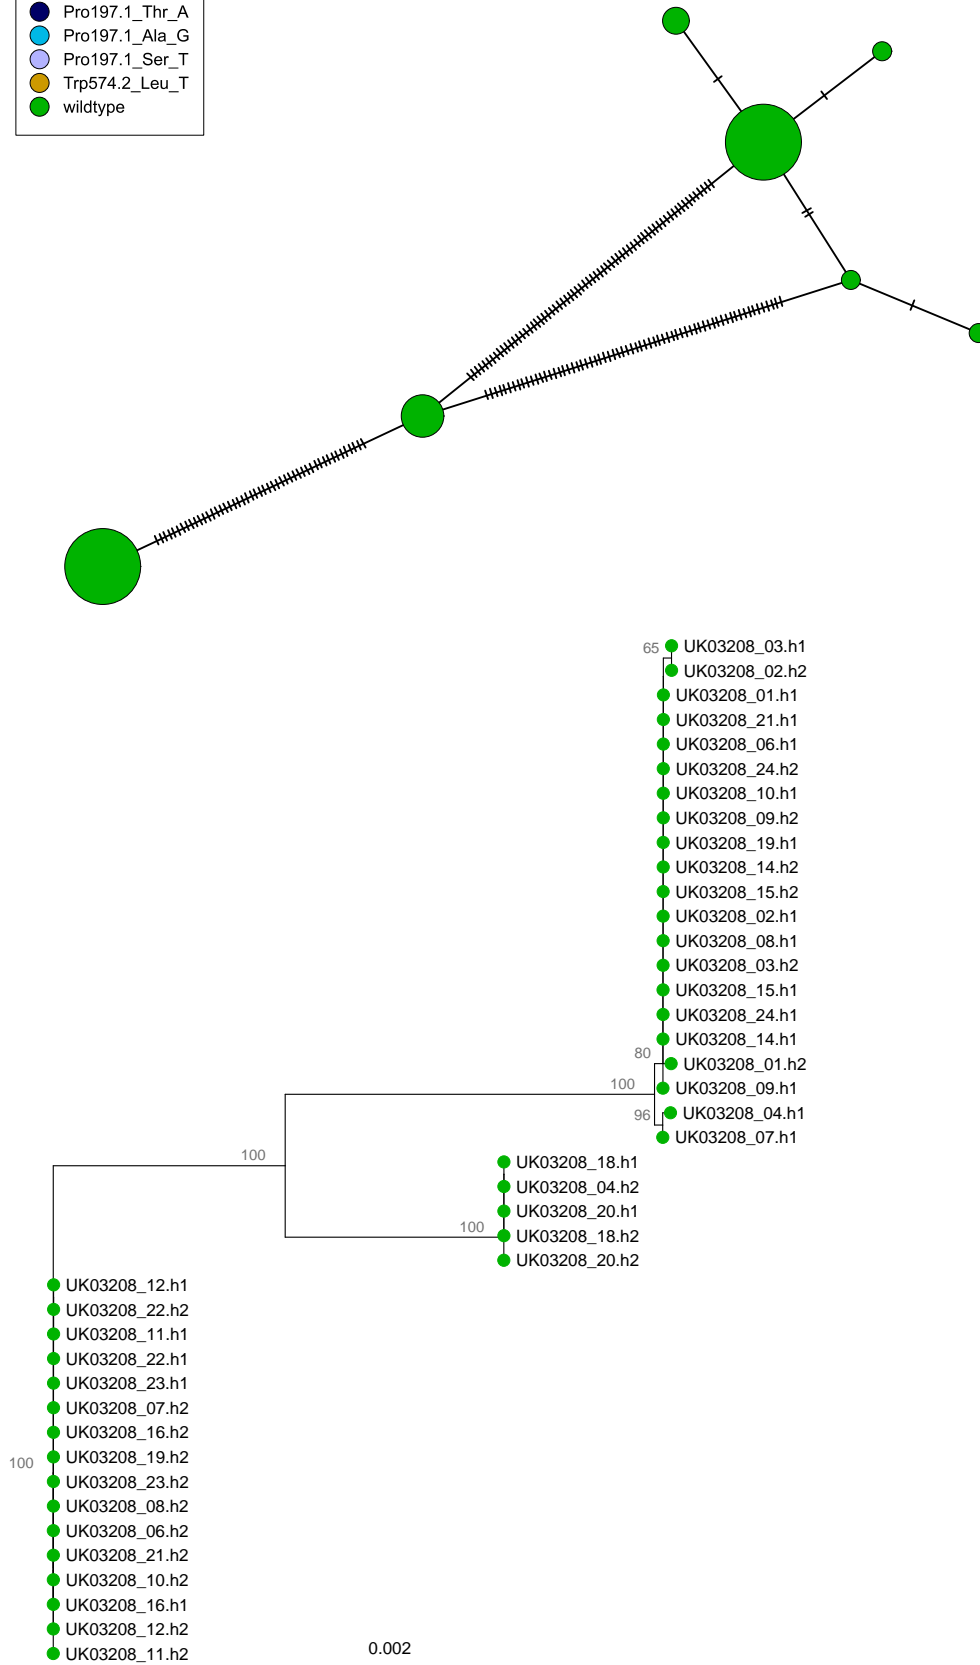 Pro197.1_Thr_A
Pro197.1_Ala_G
Pro197.1_Ser_T
Trp574.2_Leu_T
wildtype
65
UK03208_03.h1
UK03208_02.h2
UK03208_01.h1
UK03208_21.h1
UK03208_06.h1
UK03208_24.h2
UK03208_10.h1
UK03208_09.h2
UK03208_19.h1
UK03208_14.h2
UK03208_15.h2
UK03208_02.h1
UK03208_08.h1
UK03208_03.h2
UK03208_15.h1
UK03208_24.h1
UK03208_14.h1
80
UK03208_01.h2
100
UK03208_09.h1
96
UK03208_04.h1
UK03208_07.h1
100
UK03208_18.h1
UK03208_04.h2
UK03208_20.h1
100
UK03208_18.h2
UK03208_20.h2
UK03208_12.h1
UK03208_22.h2
UK03208_11.h1
UK03208_22.h1
UK03208_23.h1
UK03208_07.h2
UK03208_16.h2
UK03208_19.h2
100
UK03208_23.h2
UK03208_08.h2
UK03208_06.h2
UK03208_21.h2
UK03208_10.h2
UK03208_16.h1
UK03208_12.h2
UK03208_11.h2
0.002